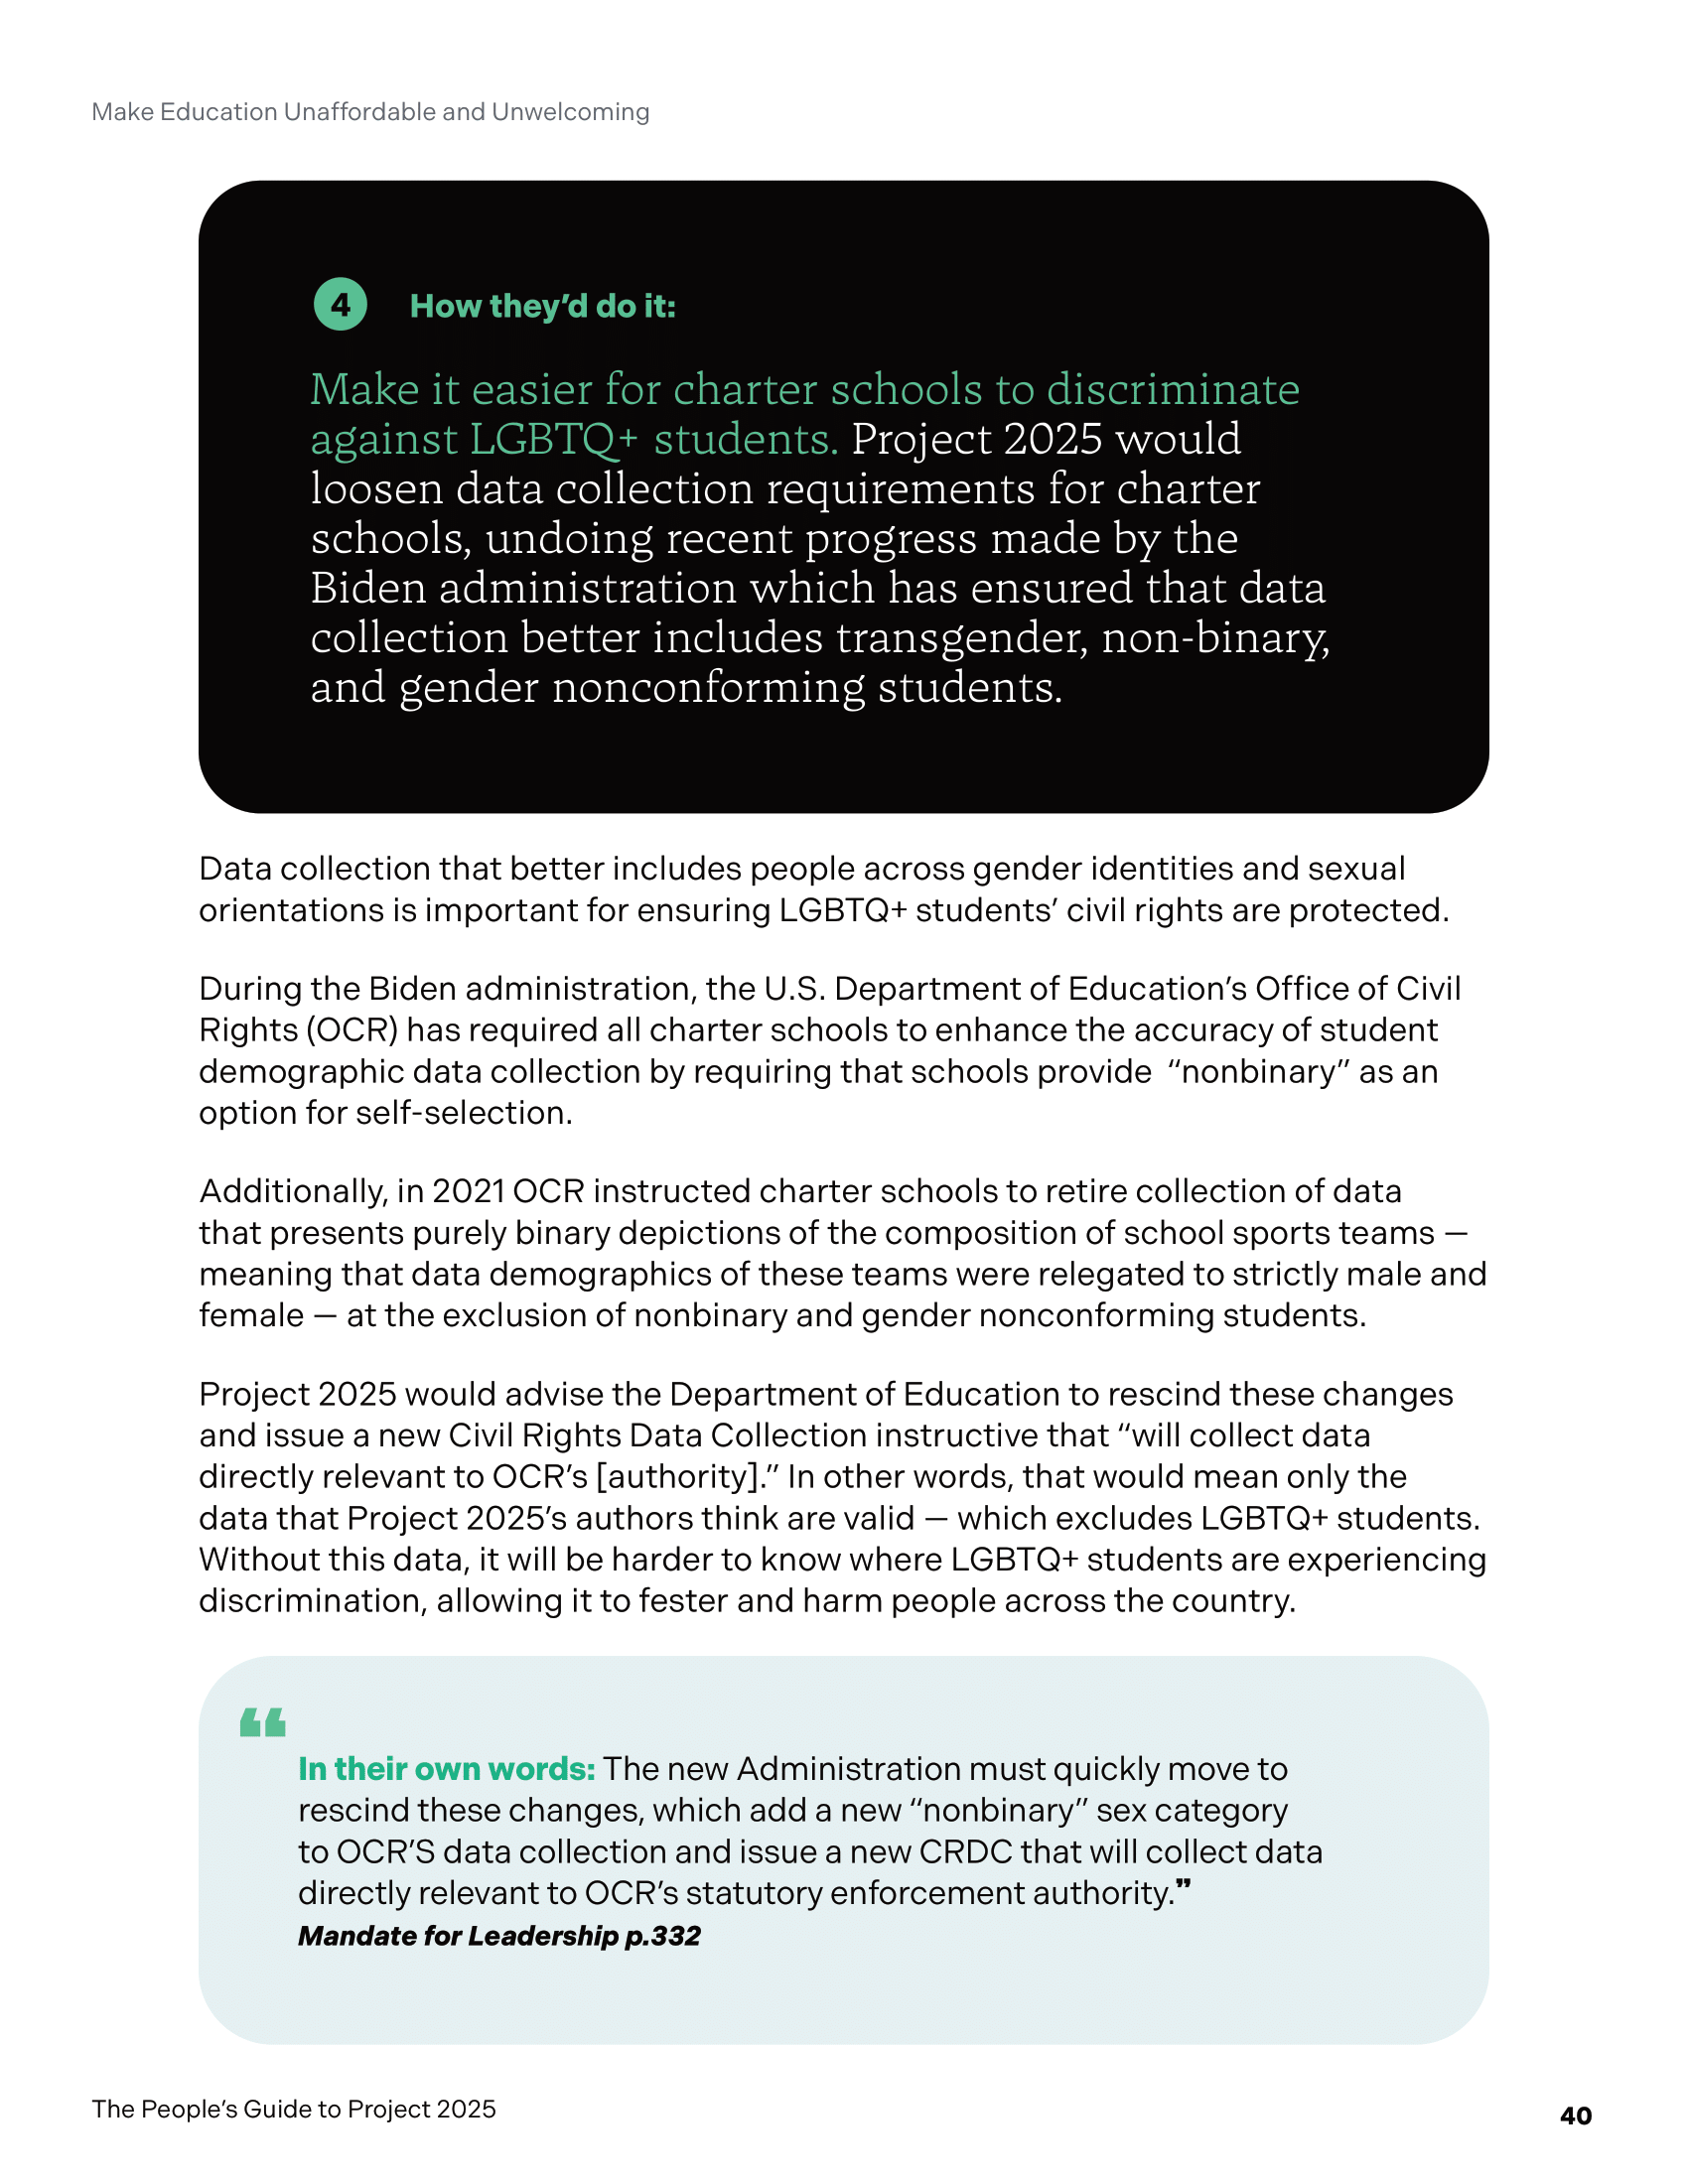 Make Education Unaffordable and Unwelcoming
4 How they’d do it:
Make it easier for charter schools to discriminate
against LGBTQ+ students. Project 2025 would
loosen data collection requirements for charter
schools, undoing recent progress made by the
Biden administration which has ensured that data
collection better includes transgender, non-binary,
and gender nonconforming students.
Data collection that better includes people across gender identities and sexual
orientations is important for ensuring LGBTQ+ students’ civil rights are protected.
During the Biden administration, the U.S. Department of Education’s Office of Civil
Rights (OCR) has required all charter schools to enhance the accuracy of student
demographic data collection by requiring that schools provide “nonbinary” as an
option for self-selection.
Additionally, in 2021 OCR instructed charter schools to retire collection of data
that presents purely binary depictions of the composition of school sports teams —
meaning that data demographics of these teams were relegated to strictly male and
female — at the exclusion of nonbinary and gender nonconforming students.
Project 2025 would advise the Department of Education to rescind these changes
and issue a new Civil Rights Data Collection instructive that “will collect data
directly relevant to OCR’s [authority].” In other words, that would mean only the
data that Project 2025’s authors think are valid — which excludes LGBTQ+ students.
Without this data, it will be harder to know where LGBTQ+ students are experiencing
discrimination, allowing it to fester and harm people across the country.
“
In their own words: The new Administration must quickly move to
rescind these changes, which add a new “nonbinary” sex category
to OCR’S data collection and issue a new CRDC that will collect data
directly relevant to OCR’s statutory enforcement authority.”
Mandate for Leadership p.332
The People’s Guide to Project 2025
40